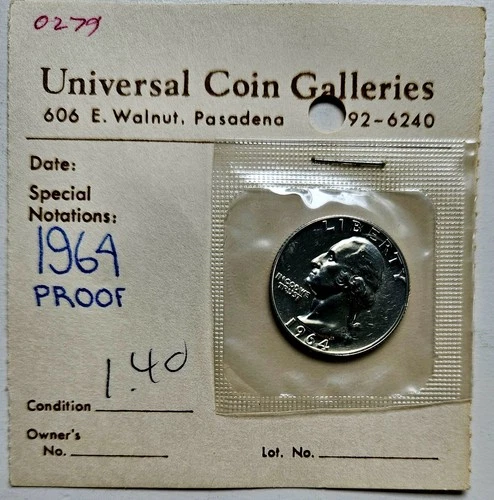 0279
Universal Coin Galleries
606 E. Walnut, Pasadena 92-6240
Date:
Special
Notations:
1964
PROOF
LIBERTY
IN GOD WE
TRUST
1964
1.40
Condition
Owner's
No.
Lot. No.